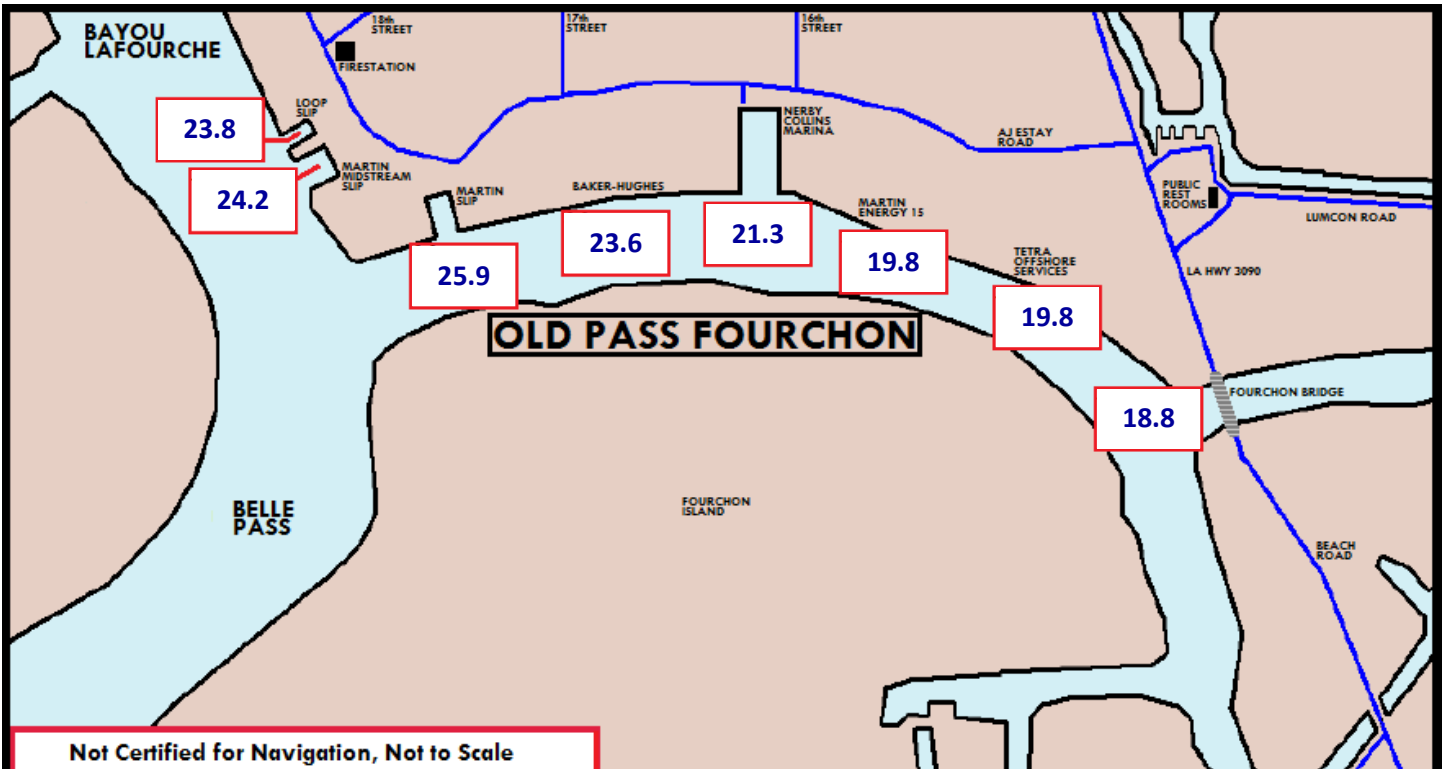 BAYOU
LAFOURCHE
18th
STREET
17th
STREET
16th
STREET
FIRESTATION
LOOP
SLIP
23.8
NERBY
COLLINS
MARINA
AJ ESTAY
ROAD
MARTIN
MIDSTREAM
SLIP
24.2
MARTIN
SLIP
BAKER-HUGHES
MARTIN
ENERGY 15
PUBLIC
REST
ROOMS
LUMCON ROAD
25.9
23.6
21.3
19.8
TETRA
OFFSHORE
SERVICES
19.8
LA HWY 3090
OLD PASS FOURCHON
18.8
FOURCHON BRIDGE
BELLE
PASS
FOURCHON
ISLAND
BEACH
ROAD
Not Certified for Navigation, Not to Scale